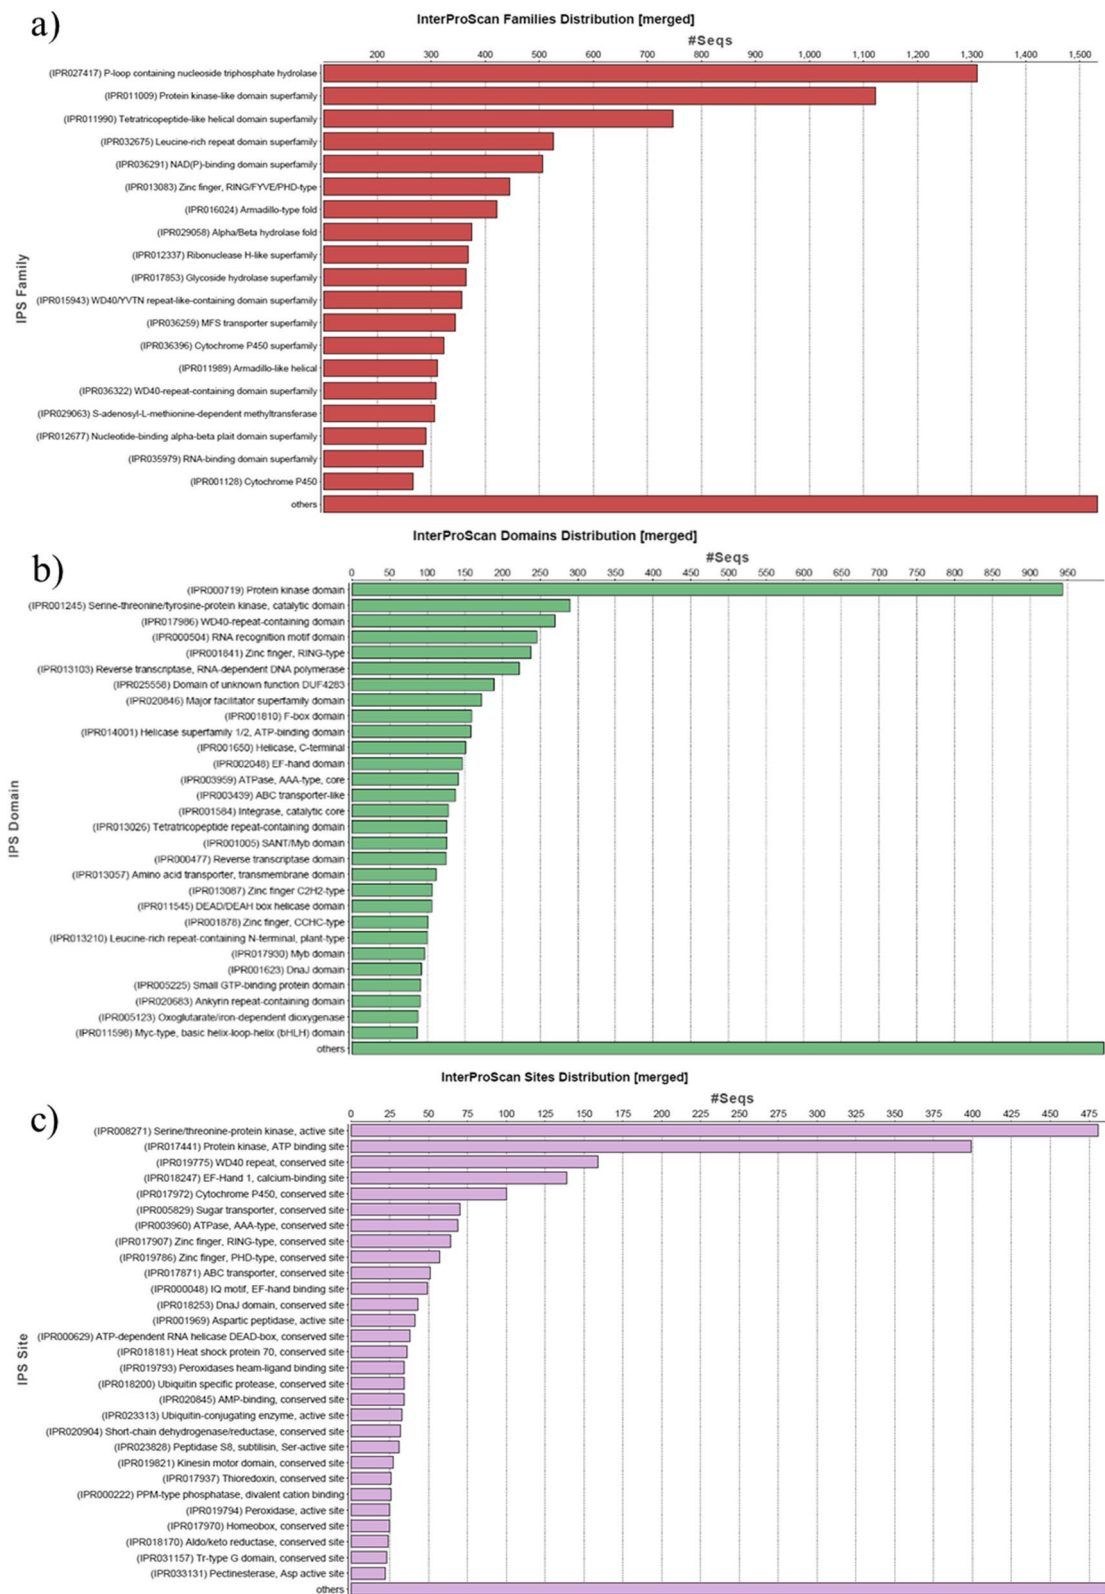 a)
InterProScan Families Distribution [merged]
#Seqs
200 300 400 500 600 700 800 900 1,000 1,100 1,200 1,300 1,400 1,500
IPS Family
(IPR027417) P-loop containing nucleoside triphosphate hydrolase
(IPR011009) Protein kinase-like domain superfamily
(IPR011990) Tetratricopeptide-like helical domain superfamily
(IPR032675) Leucine-rich repeat domain superfamily
(IPR036291) NAD(P)-binding domain superfamily
(IPR013083) Zinc finger, RING/FYVE/PHD-type
(IPR016024) Armadillo-type fold
(IPR029058) Alpha/Beta hydrolase fold
(IPR012337) Ribonuclease H-like superfamily
(IPR017853) Glycoside hydrolase superfamily
(IPR015943) WD40/YVTN repeat-like-containing domain superfamily
(IPR036259) MFS transporter superfamily
(IPR036396) Cytochrome P450 superfamily
(IPR011989) Armadillo-like helical
(IPR036322) WD40-repeat-containing domain superfamily
(IPR029063) S-adenosyl-L-methionine-dependent methyltransferase
(IPR012677) Nucleotide-binding alpha-beta plait domain superfamily
(IPR035979) RNA-binding domain superfamily
(IPR001128) Cytochrome P450
others
b)
InterProScan Domains Distribution [merged]
#Seqs
0 50 100 150 200 250 300 350 400 450 500 550 600 650 700 750 800 850 900 950
IPS Domain
(IPR000719) Protein kinase domain
(IPR001245) Serine-threonine/tyrosine-protein kinase, catalytic domain
(IPR017986) WD40-repeat-containing domain
(IPR000504) RNA recognition motif domain
(IPR001841) Zinc finger, RING-type
(IPR013103) Reverse transcriptase, RNA-dependent DNA polymerase
(IPR025558) Domain of unknown function DUF4283
(IPR020846) Major facilitator superfamily domain
(IPR001810) F-box domain
(IPR014001) Helicase superfamily 1/2, ATP-binding domain
(IPR001650) Helicase, C-terminal
(IPR002048) EF-hand domain
(IPR003959) ATPase, AAA-type, core
(IPR003439) ABC transporter-like
(IPR001584) Integrase, catalytic core
(IPR013026) Tetratricopeptide repeat-containing domain
(IPR001005) SANT/Myb domain
(IPR000477) Reverse transcriptase domain
(IPR013057) Amino acid transporter, transmembrane domain
(IPR013087) Zinc finger C2H2-type
(IPR011545) DEAD/DEAH box helicase domain
(IPR001878) Zinc finger, CCHC-type
(IPR013210) Leucine-rich repeat-containing N-terminal, plant-type
(IPR017930) Myb domain
(IPR001623) DnaJ domain
(IPR005225) Small GTP-binding protein domain
(IPR020683) Ankyrin repeat-containing domain
(IPR005123) Oxoglutarate/iron-dependent dioxygenase
(IPR011598) Myc-type, basic helix-loop-helix (bHLH) domain
others
c)
InterProScan Sites Distribution [merged]
#Seqs
0 25 50 75 100 125 150 175 200 225 250 275 300 325 350 375 400 425 450 475
IPS Site
(IPR008271) Serine/threonine-protein kinase, active site
(IPR017441) Protein kinase, ATP binding site
(IPR019775) WD40 repeat, conserved site
(IPR018247) EF-Hand 1, calcium-binding site
(IPR017972) Cytochrome P450, conserved site
(IPR005829) Sugar transporter, conserved site
(IPR003960) ATPase, AAA-type, conserved site
(IPR017907) Zinc finger, RING-type, conserved site
(IPR019786) Zinc finger, PHD-type, conserved site
(IPR017871) ABC transporter, conserved site
(IPR000048) IQ motif, EF-hand binding site
(IPR018253) DnaJ domain, conserved site
(IPR001969) Aspartic peptidase, active site
(IPR000629) ATP-dependent RNA helicase DEAD-box, conserved site
(IPR018181) Heat shock protein 70, conserved site
(IPR019793) Peroxidases heam-ligand binding site
(IPR018200) Ubiquitin specific protease, conserved site
(IPR020845) AMP-binding, conserved site
(IPR023313) Ubiquitin-conjugating enzyme, active site
(IPR020904) Short-chain dehydrogenase/reductase, conserved site
(IPR023828) Peptidase S8, subtilisin, Ser-active site
(IPR019821) Kinesin motor domain, conserved site
(IPR017937) Thioredoxin, conserved site
(IPR000222) PPM-type phosphatase, divalent cation binding
(IPR019794) Peroxidase, active site
(IPR017970) Homeobox, conserved site
(IPR018170) Aldo/keto reductase, conserved site
(IPR031157) Tr-type G domain, conserved site
(IPR033131) Pectinesterase, Asp active site
others